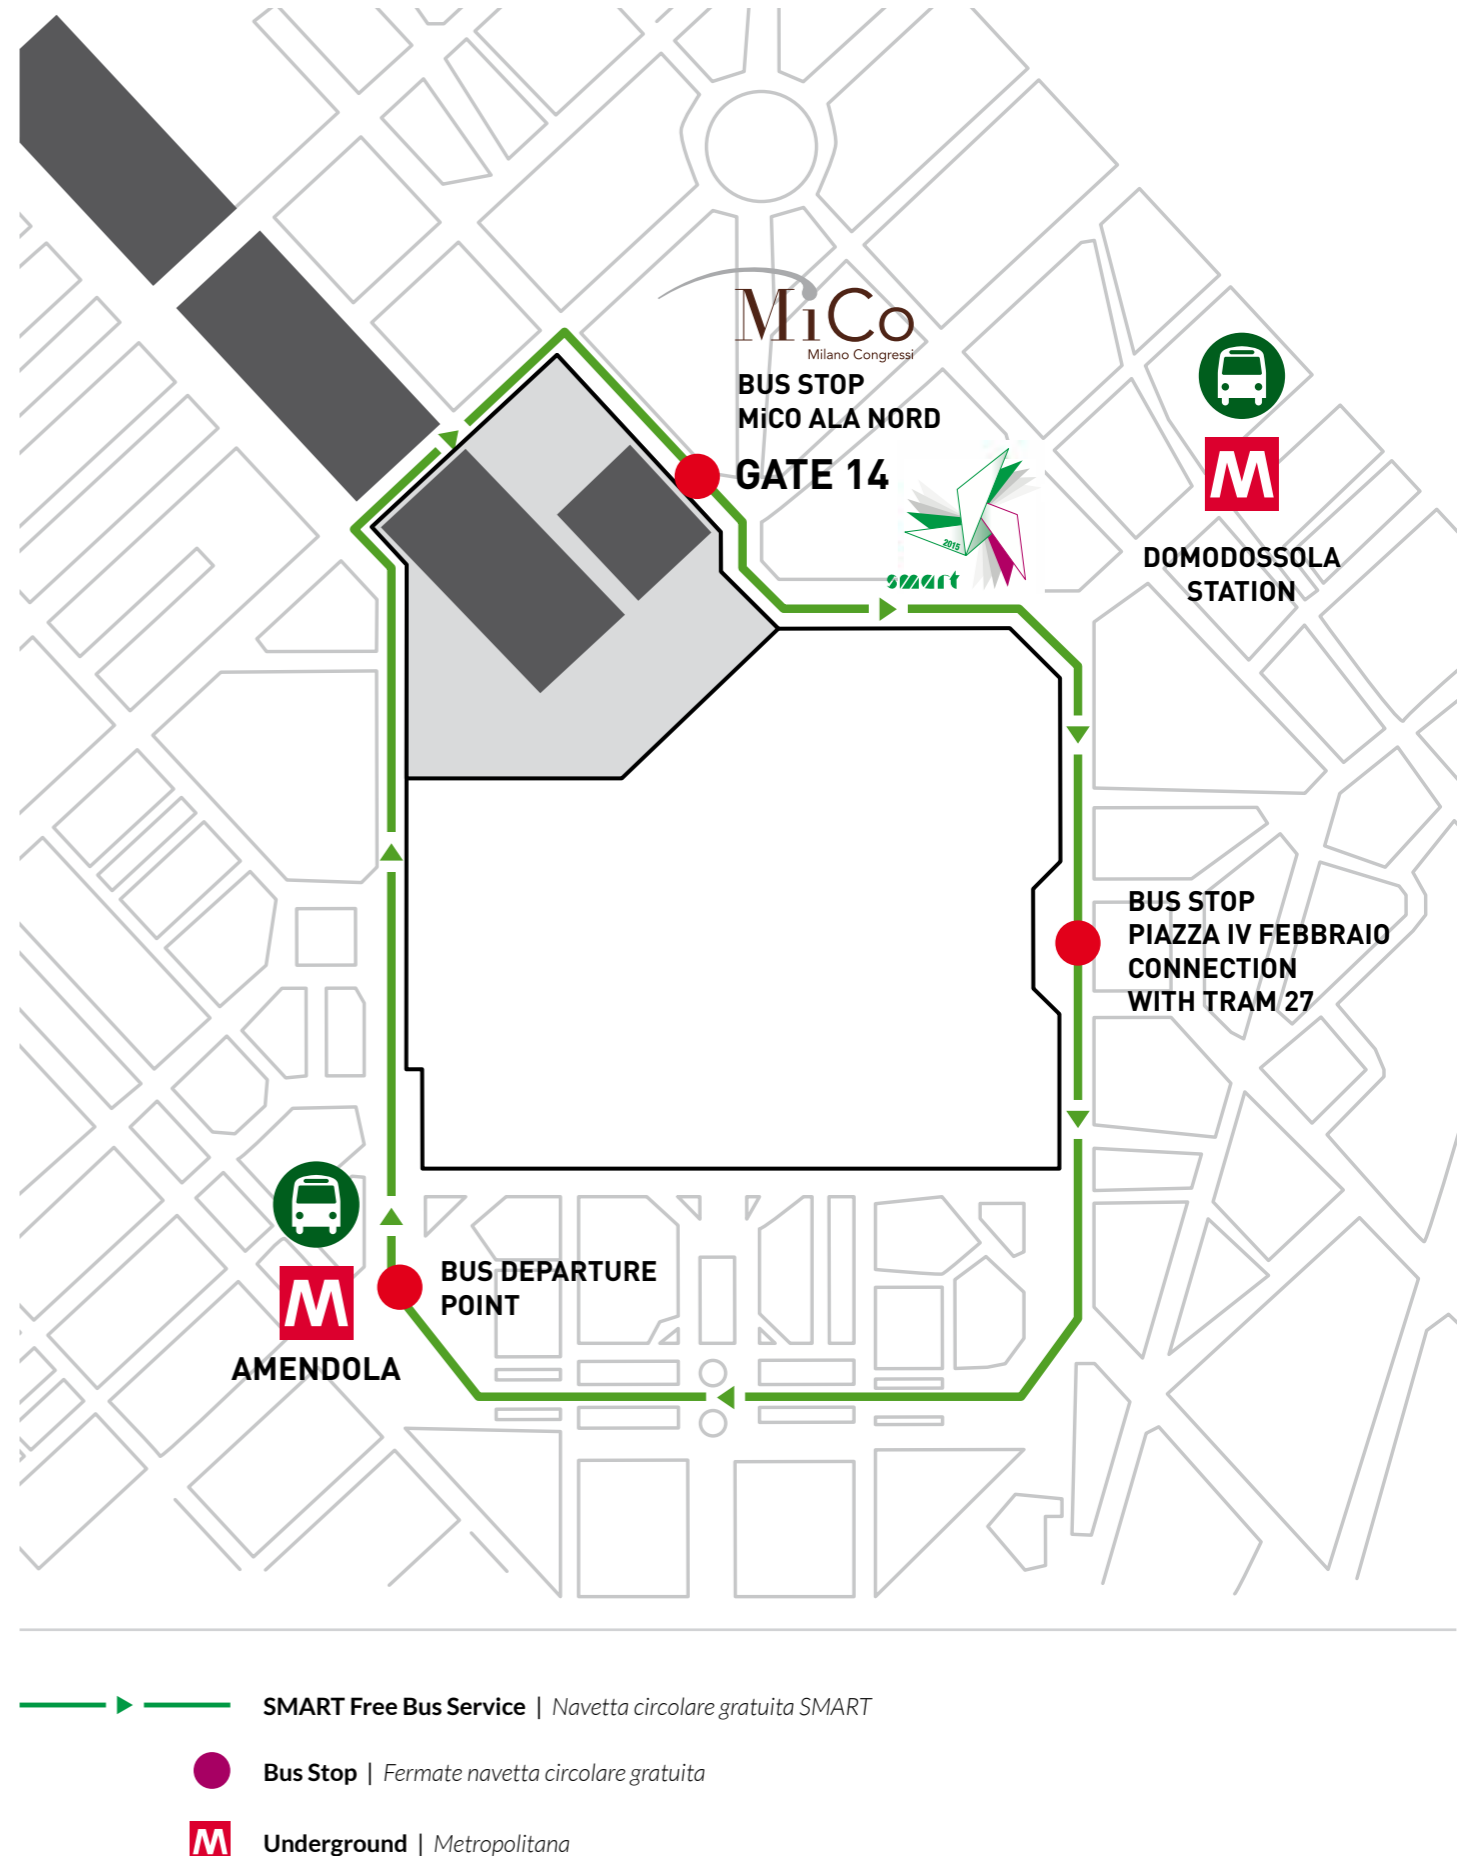 MiCo
Milano Congressi
BUS STOP
MiCO ALA NORD
GATE 14
2015
smart
M
DOMODOSSOLA
STATION
BUS STOP
PIAZZA IV FEBBRAIO
CONNECTION
WITH TRAM 27
BUS DEPARTURE
POINT
M
AMENDOLA
SMART Free Bus Service | Navetta circolare gratuita SMART
Bus Stop | Fermate navetta circolare gratuita
M Underground | Metropolitana